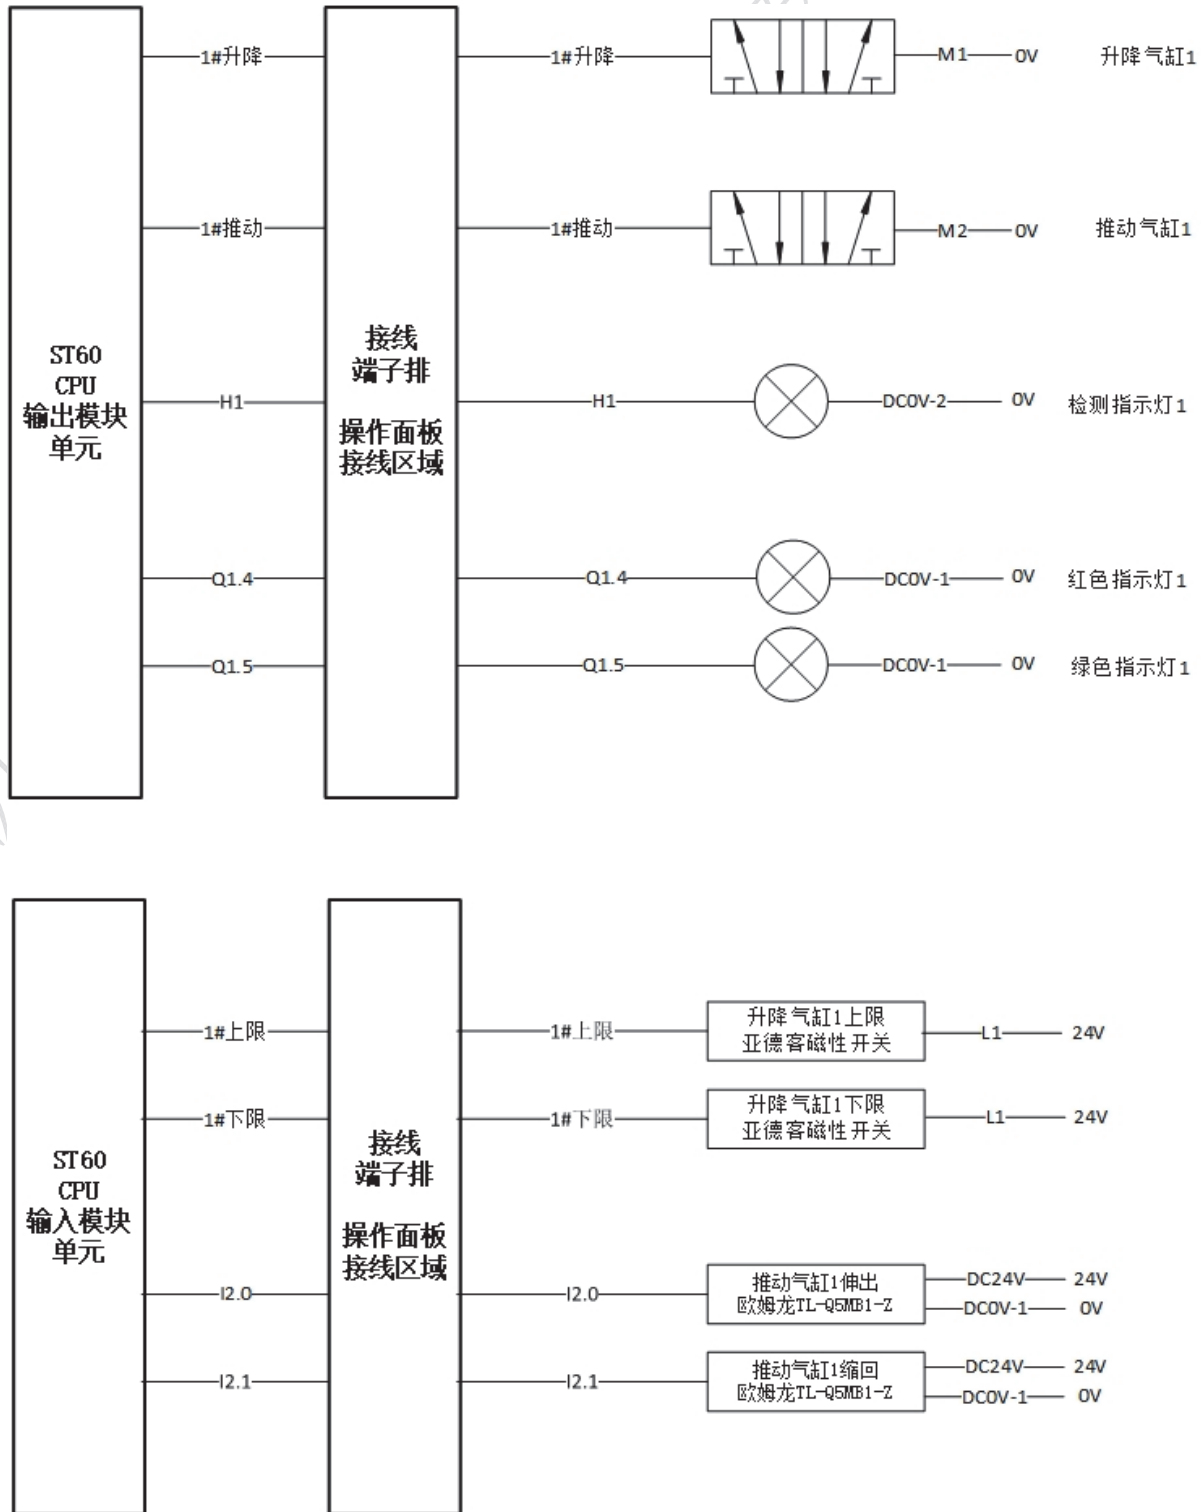 1#升降
1#升降
M1
0V
升降气缸1
1#推动
1#推动
M2
0V
推动气缸1
ST60
CPU
输出模块
单元
接线
端子排
操作面板
接线区域
H1
H1
DC0V-2
0V
检测指示灯1
Q1.4
Q1.4
DC0V-1
0V
红色指示灯1
Q1.5
Q1.5
DC0V-1
0V
绿色指示灯1
1#上限
1#上限
升降气缸1上限
亚德客磁性开关
L1
24V
1#下限
1#下限
升降气缸1下限
亚德客磁性开关
L1
24V
ST60
CPU
输入模块
单元
接线
端子排
操作面板
接线区域
I2.0
I2.0
推动气缸1伸出
欧姆龙TL-Q5MB1-Z
DC24V
24V
DC0V-1
0V
I2.1
I2.1
推动气缸1缩回
欧姆龙TL-Q5MB1-Z
DC24V
24V
DC0V-1
0V